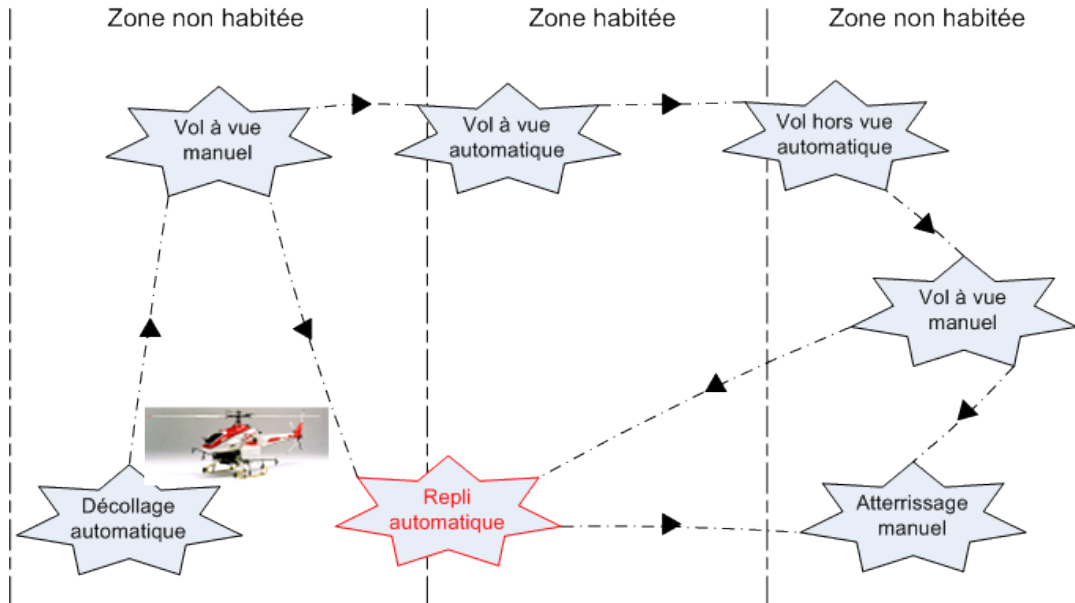 Zone non habitée
Zone habitée
Zone non habitée
Vol à vue
manuel
Vol à vue
automatique
Vol hors vue
automatique
Vol à vue
manuel
Décollage
automatique
Repli
automatique
Atterrissage
manuel